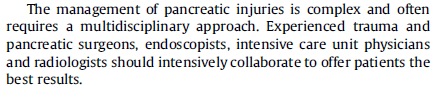 The management of pancreatic injuries is complex and often
requires a multidisciplinary approach. Experienced trauma and
pancreatic surgeons, endoscopists, intensive care unit physicians
and radiologists should intensively collaborate to offer patients the
best results.